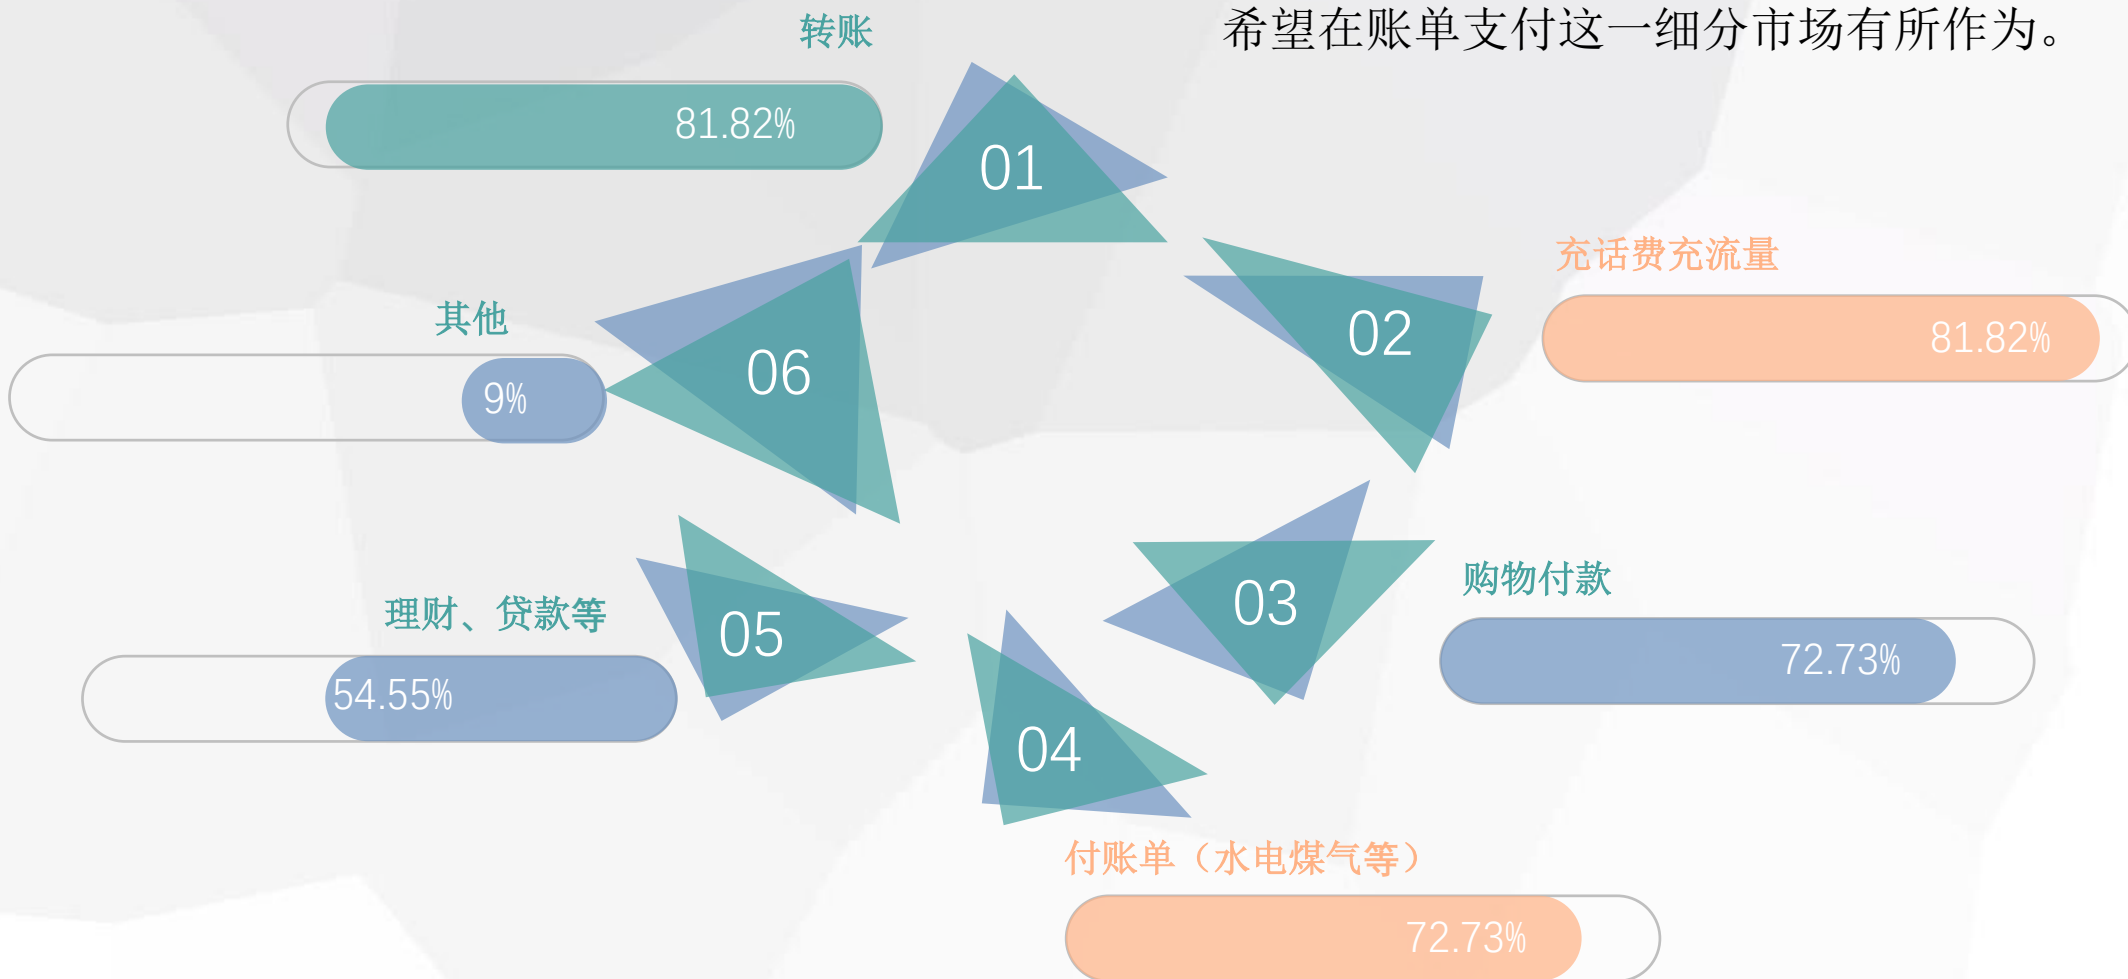 希望在账单支付这一细分市场有所作为。
转账
81.82%
01
充话费充流量
81.82%
02
其他
9%
06
购物付款
72.73%
03
理财、贷款等
54.55%
05
04
付账单（水电煤气等）
72.73%